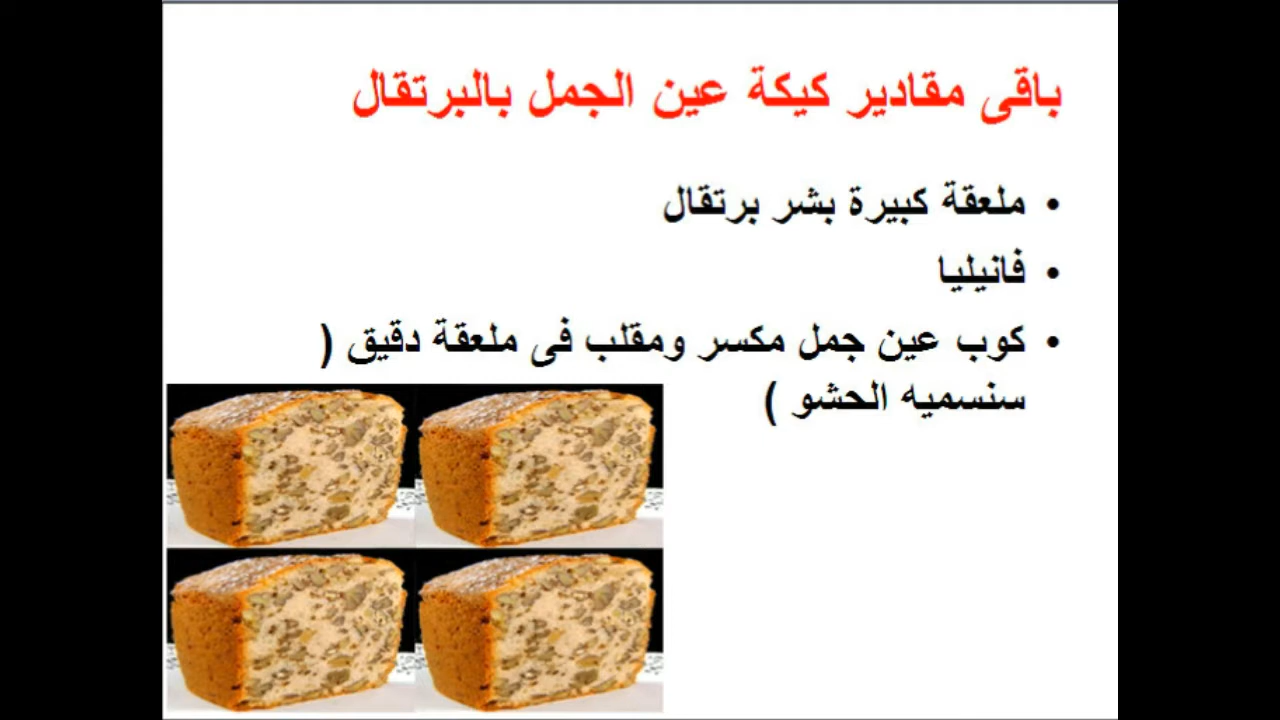 باقى مقادير كيكة عين الجمل بالبرتقال
• ملعقة كبيرة بشر برتقال
• فانيليا
• كوب عين جمل مكسر ومقلب فى ملعقة دقيق (
سنسميه الحشو )